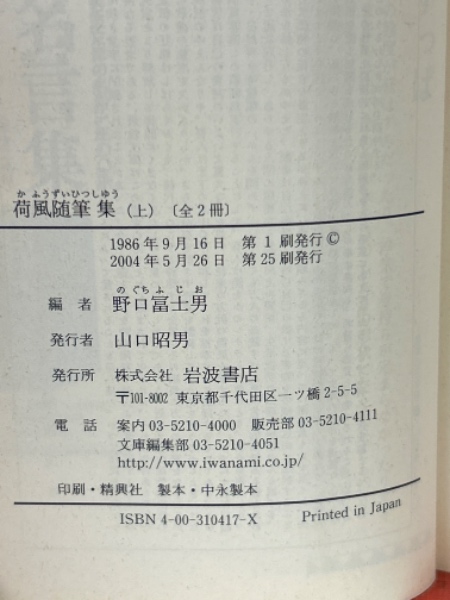 か ふうずいひつしゆう
荷風随筆集（上）〔全2冊〕
1986年9月16日 第1刷発行©
2004年5月26日 第25刷発行
の ぐち ふ じ お
編者 野口冨士男
発行者 山口昭男
発行所 株式会社 岩波書店
〒101-8002 東京都千代田区一ツ橋2-5-5
電話 案内03-5210-4000 販売部03-5210-4111
文庫編集部03-5210-4051
http://www.iwanami.co.jp/
印刷・精興社 製本・中永製本
ISBN 4-00-310417-X Printed in Japan